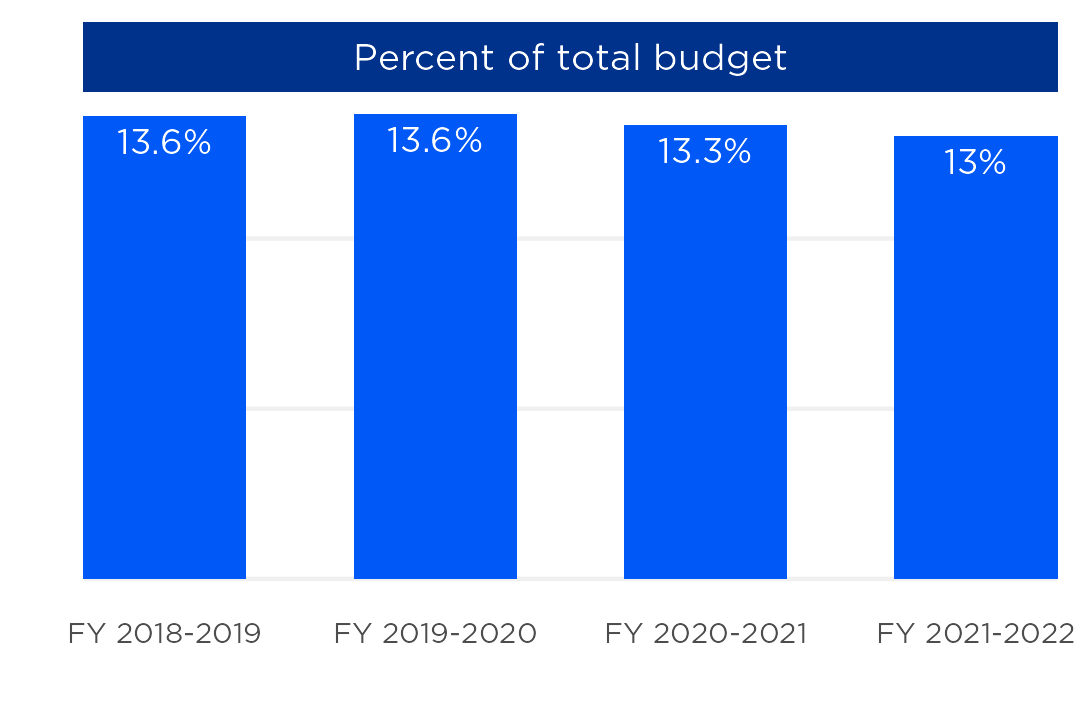 Percent of total budget
13.6%
13.6%
13.3%
13%
FY 2018-2019
FY 2019-2020
FY 2020-2021
FY 2021-2022